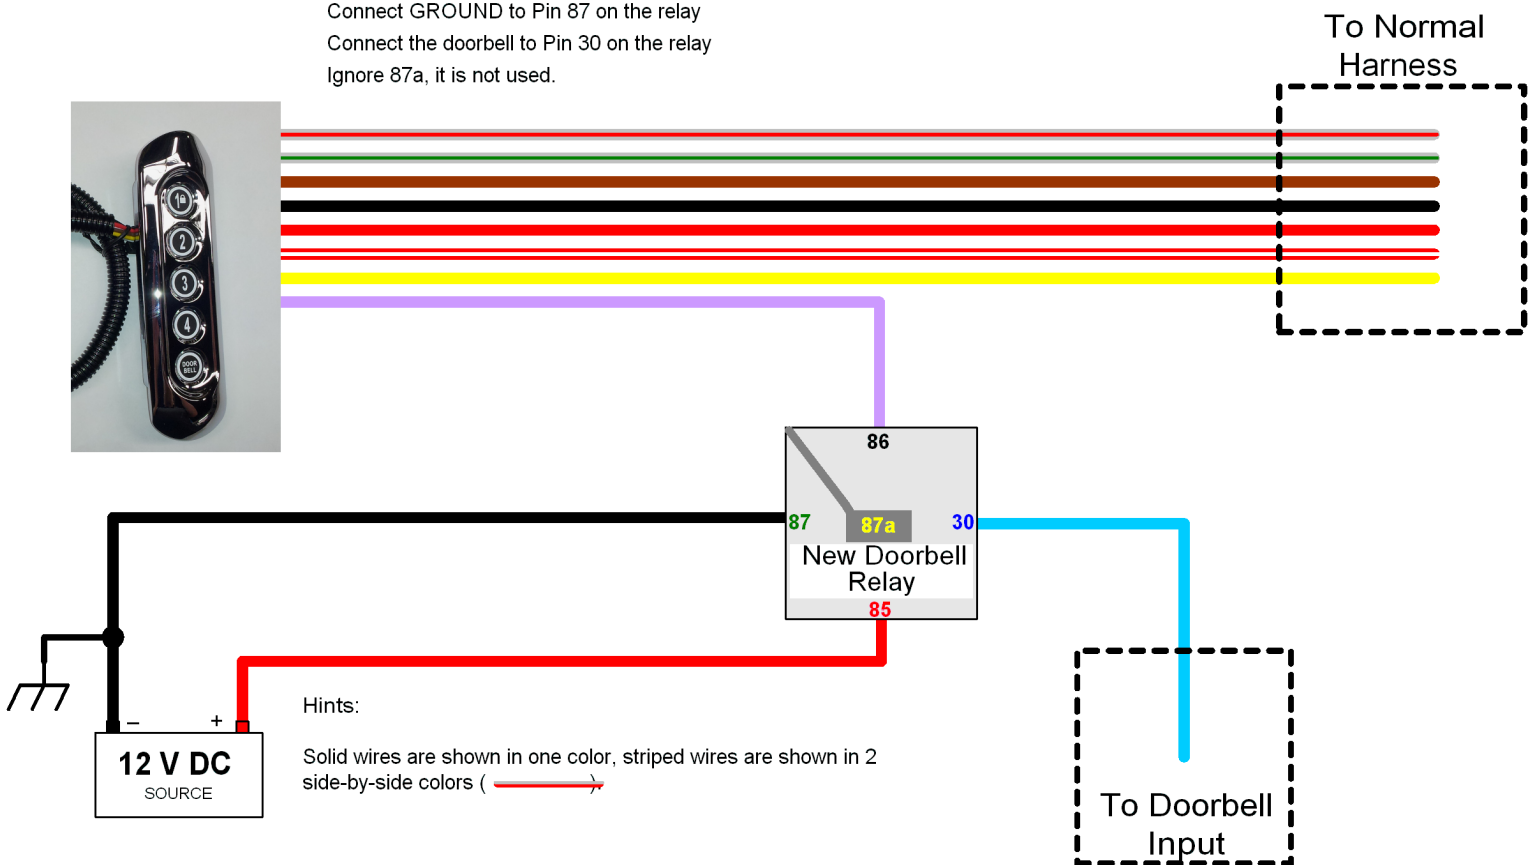 Connect GROUND to Pin 87 on the relay
Connect the doorbell to Pin 30 on the relay
Ignore 87a, it is not used.
To Normal
Harness
1
2
3
4
DOOR
BELL
86
87
87a
30
New Doorbell
Relay
85
– +
12 V DC
SOURCE
Hints:
Solid wires are shown in one color, striped wires are shown in 2
side-by-side colors ( ).
To Doorbell
Input